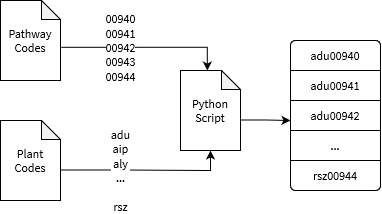 Pathway
Codes
00940
00941
00942
00943
00944
Python
Script
Plant
Codes
adu
aip
aly
...
rsz
adu00940
adu00941
adu00942
...
rsz00944